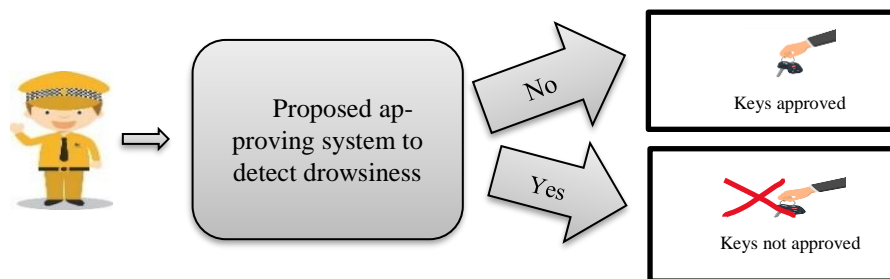 Proposed ap-
proving system to
detect drowsiness
No
Keys approved
Yes
Keys not approved